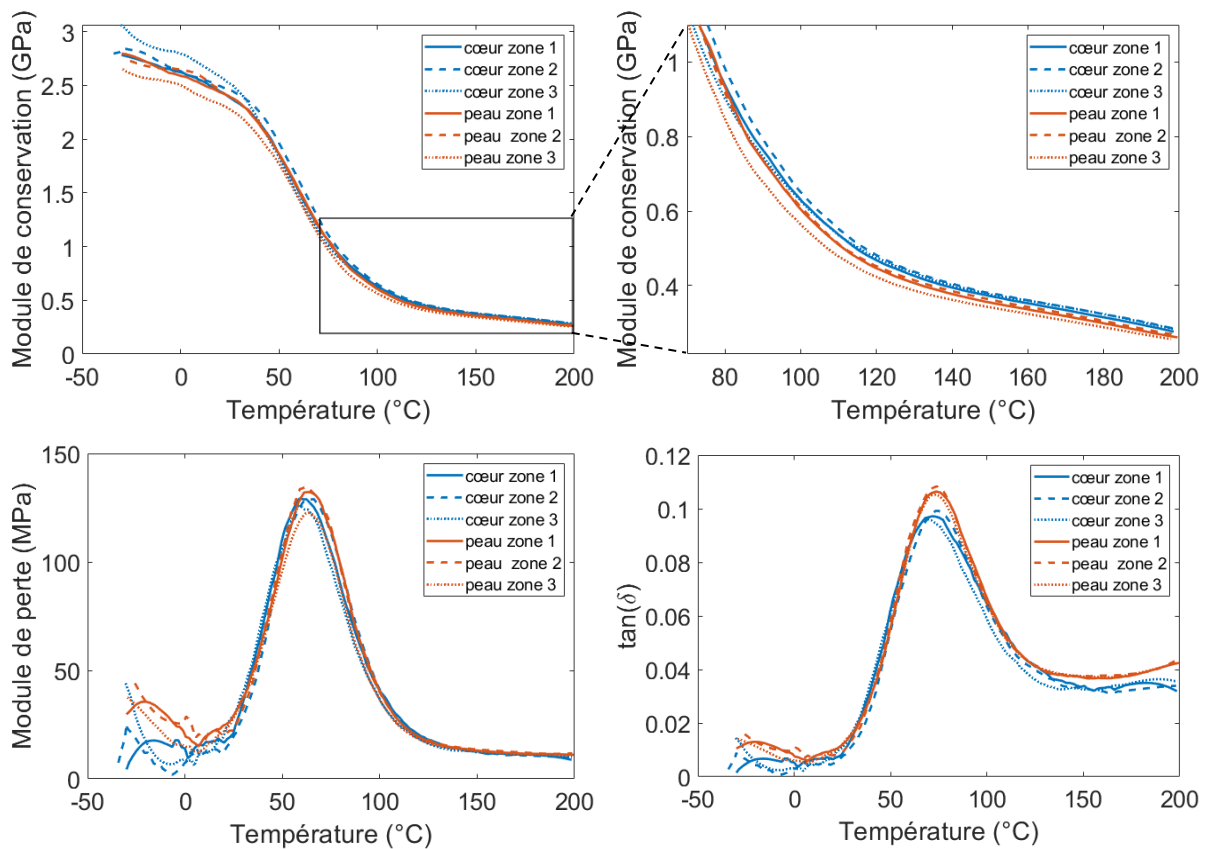 Module de conservation (GPa)
3
2.5
2
1.5
1
0.5
0
-50
0
50
100
150
200
Température (°C)
cœur zone 1
cœur zone 2
cœur zone 3
peau zone 1
peau  zone 2
peau zone 3
Module de conservation (GPa)
1
0.8
0.6
0.4
80
100
120
140
160
180
200
Température (°C)
cœur zone 1
cœur zone 2
cœur zone 3
peau zone 1
peau  zone 2
peau zone 3
Module de perte (MPa)
150
100
50
0
-50
0
50
100
150
200
Température (°C)
cœur zone 1
cœur zone 2
cœur zone 3
peau zone 1
peau  zone 2
peau zone 3
tan(δ)
0.12
0.1
0.08
0.06
0.04
0.02
0
-50
0
50
100
150
200
Température (°C)
cœur zone 1
cœur zone 2
cœur zone 3
peau zone 1
peau  zone 2
peau zone 3